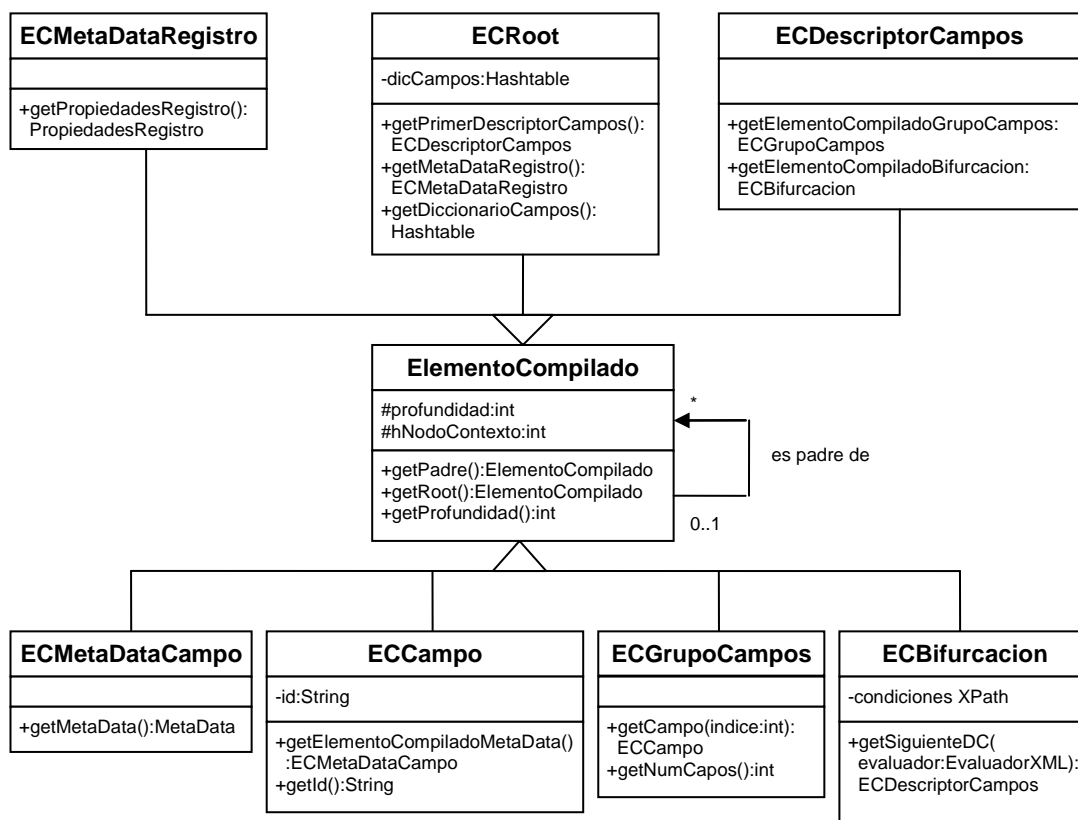 ECMetaDataRegistro
+getPropiedadesRegistro():
PropiedadesRegistro
ECRoot
-dicCampos:Hashtable
+getPrimerDescriptorCampos():
ECDescriptorCampos
+getMetaDataRegistro():
ECMetaDataRegistro
+getDiccionarioCampos():
Hashtable
ECDescriptorCampos
+getElementoCompiladoGrupoCampos:
ECGrupoCampos
+getElementoCompiladoBifurcacion:
ECBifurcacion
ElementoCompilado
#profundidad:int
#hNodoContexto:int
+getPadre():ElementoCompilado
+getRoot():ElementoCompilado
+getProfundidad():int
*
es padre de
0..1
ECMetaDataCampo
+getMetaData():MetaData
ECCampo
-id:String
+getElementoCompiladoMetaData()
:ECMetaDataCampo
+getId():String
ECGrupoCampos
+getCampo(indice:int):
ECCampo
+getNumCapos():int
ECBifurcacion
-condiciones XPath
+getSiguienteDC(
evaluador:EvaluadorXML):
ECDescriptorCampos